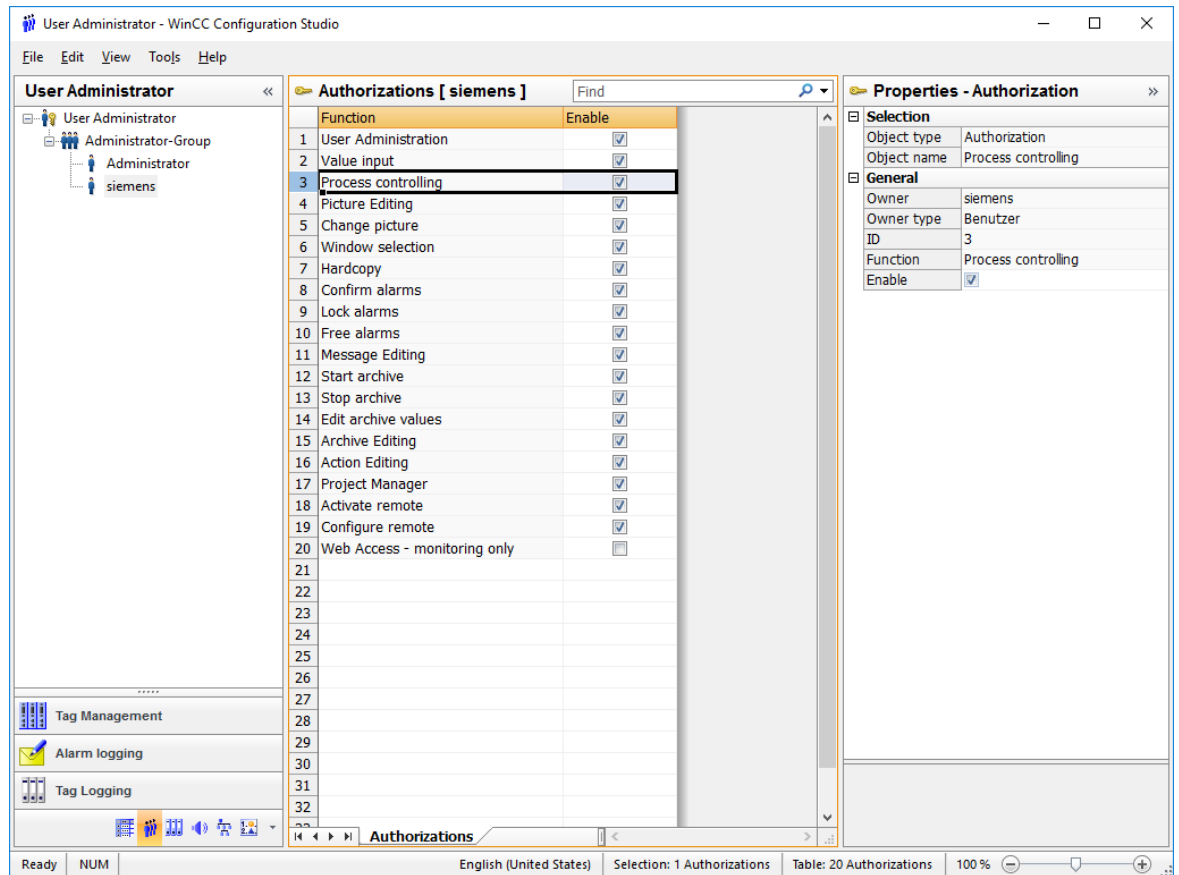 User Administrator - WinCC Configuration Studio
File Edit View Tools Help
User Administrator «
User Administrator
Administrator-Group
Administrator
siemens
Tag Management
Alarm logging
Tag Logging
Authorizations [ siemens ] Find
Function Enable
1 User Administration
2 Value input
3 Process controlling
4 Picture Editing
5 Change picture
6 Window selection
7 Hardcopy
8 Confirm alarms
9 Lock alarms
10 Free alarms
11 Message Editing
12 Start archive
13 Stop archive
14 Edit archive values
15 Archive Editing
16 Action Editing
17 Project Manager
18 Activate remote
19 Configure remote
20 Web Access - monitoring only
21
22
23
24
25
26
27
28
29
30
31
32
Authorizations
Properties - Authorization »
Selection
Object type Authorization
Object name Process controlling
General
Owner siemens
Owner type Benutzer
ID 3
Function Process controlling
Enable
Ready NUM English (United States) Selection: 1 Authorizations Table: 20 Authorizations 100 %